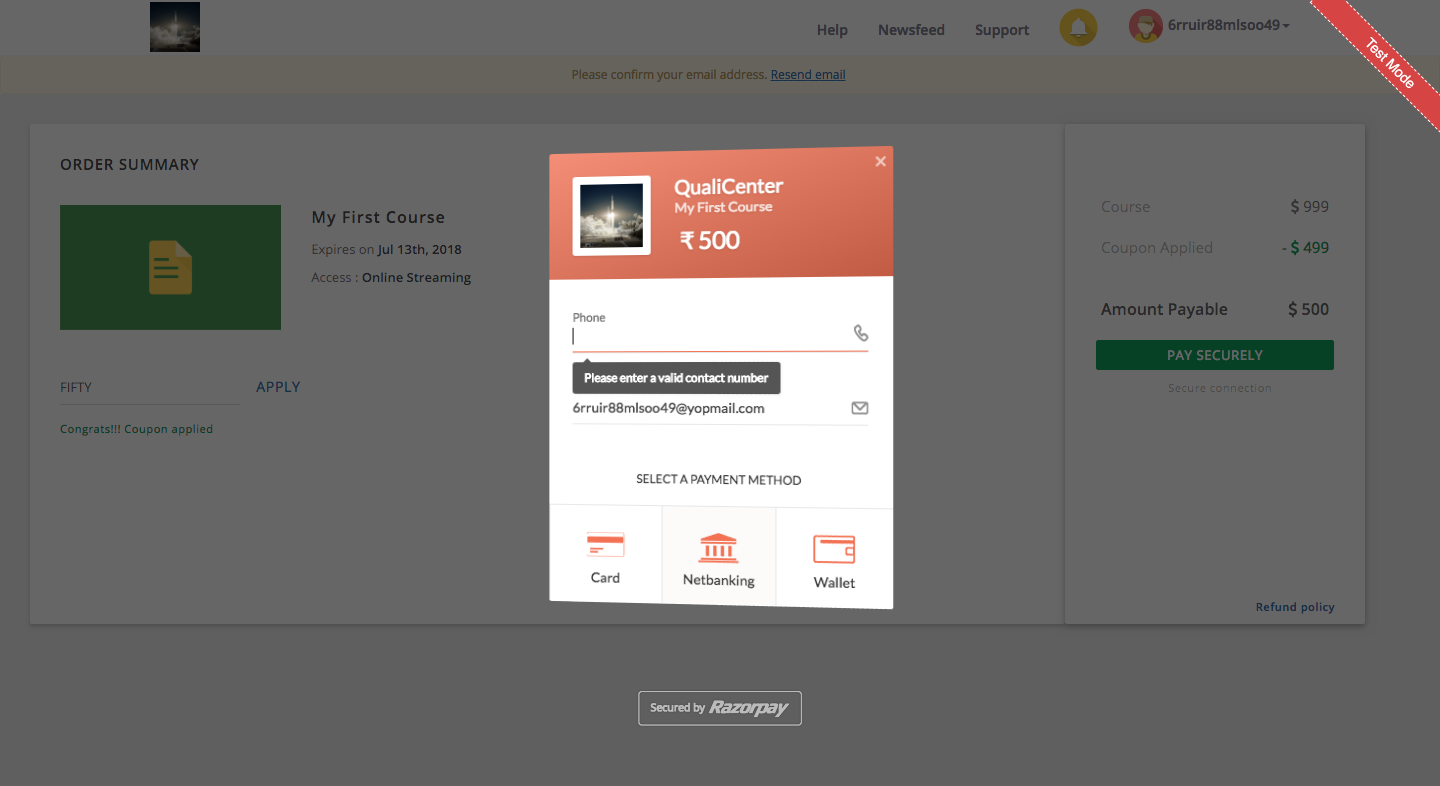 Help Newsfeed Support 6rruir88mlsoo49
Test Mode
Please confirm your email address. Resend email
ORDER SUMMARY
My First Course
Expires on Jul 13th, 2018
Access : Online Streaming
FIFTY APPLY
Congrats!!! Coupon applied
×
QualiCenter
My First Course
₹ 500
Phone
Please enter a valid contact number
6rruir88mlsoo49@yopmail.com
SELECT A PAYMENT METHOD
Card Netbanking Wallet
Course $ 999
Coupon Applied - $ 499
Amount Payable $ 500
PAY SECURELY
Secure connection
Refund policy
Secured by Razorpay